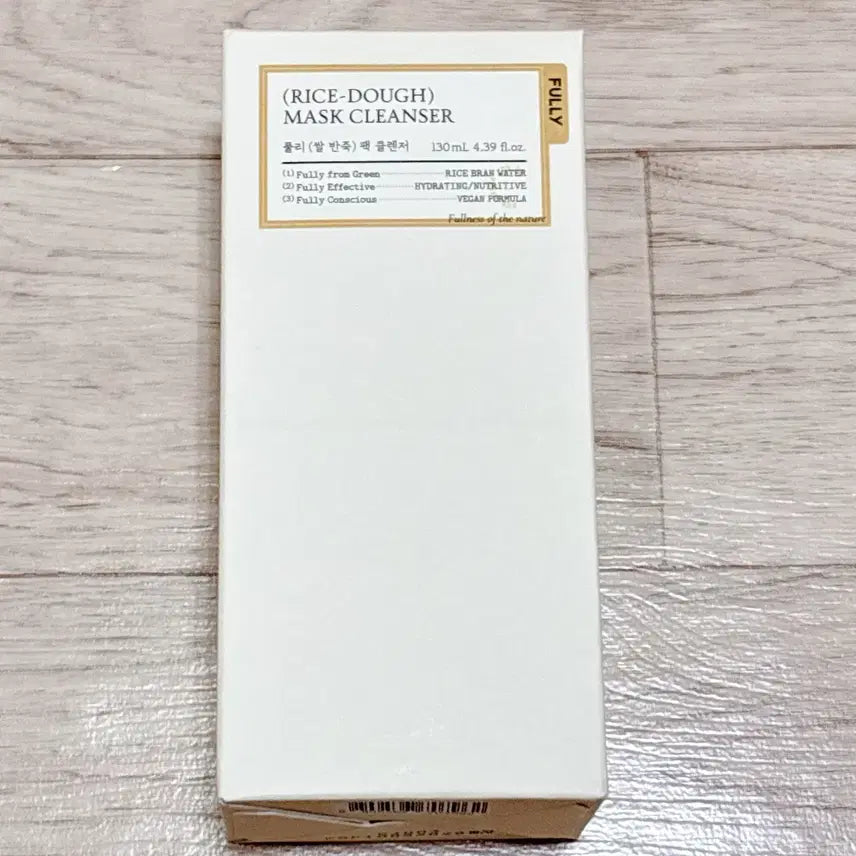 (RICE-DOUGH)
MASK CLEANSER
FULLY
풀리 (쌀 반죽) 팩 클렌저 130 mL 4.39 fl.oz.
(1) Fully from Green RICE BRAN WATER
(2) Fully Effective HYDRATING/NUTRITIVE
(3) Fully Conscious VEGAN FORMULA
Fullness of the nature